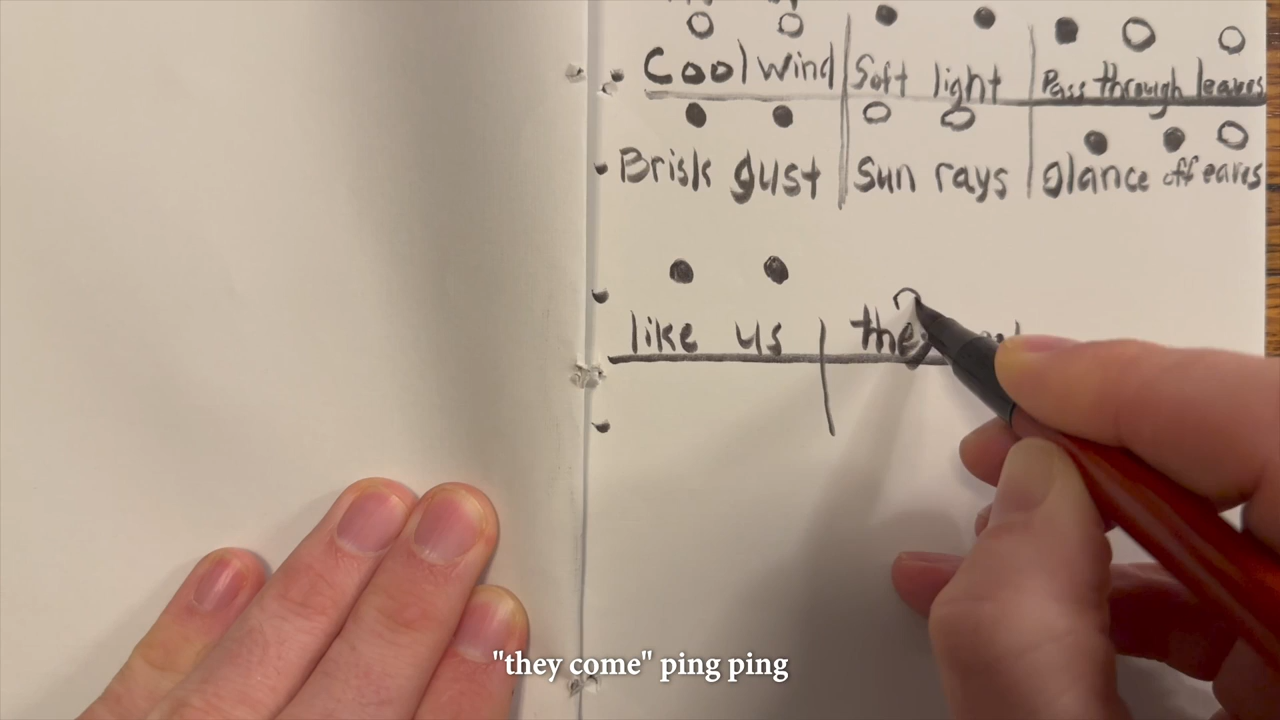 Cool wind Soft light Pass through leaves
Brisk gust Sun rays glance off eaves
like us
"they come" ping ping